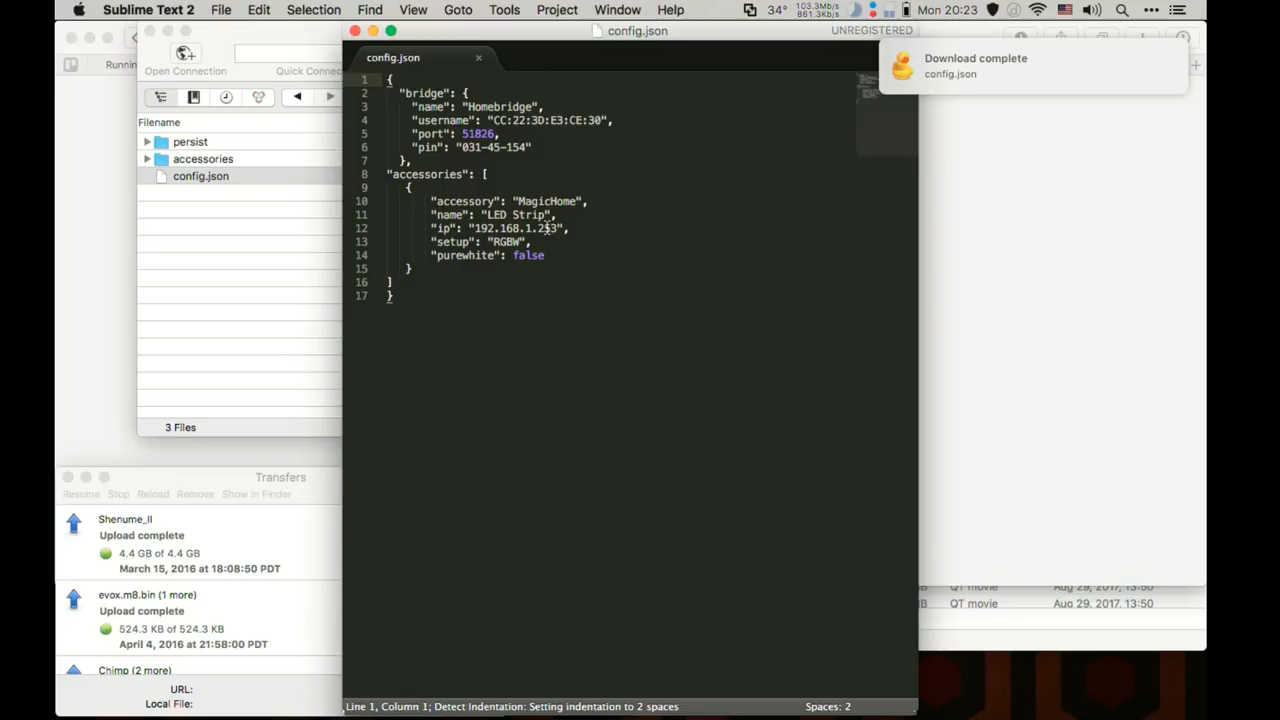 Sublime Text 2 File Edit Find View Goto Tools Project Window Help 34° 103.3Mb/s 861.3Kb/s Mon 20:23
Selection
config.json
UNREGISTERED
Open Connection
Quick Connec
Filename
persist
accessories
config.json
3 Files
config.json
1 {
2 "bridge": {
3 "name": "Homebridge",
4 "username": "CC:22:3D:E3:CE:30",
5 "port": 51826,
6 "pin": "031-45-154"
7 },
8 "accessories": [
9 {
10 "accessory": "MagicHome",
11 "name": "LED Strip",
12 "ip": "192.168.1.253",
13 "setup": "RGBW",
14 "purewhite": false
15 }
16 ]
17 }
Download complete
config.json
Runnin
Transfers
Resume Stop Reload Remove Show in Finder
Shenume_II
Upload complete
4.4 GB of 4.4 GB
March 15, 2016 at 18:08:50 PDT
evox.m8.bin (1 more)
Upload complete
524.3 KB of 524.3 KB
April 4, 2016 at 21:58:00 PDT
Chimp (2 more)
URL:
Local File:
QT movie Aug 29, 2017, 13:50
QT movie Aug 29, 2017, 13:50
Line 1, Column 1; Detect Indentation: Setting indentation to 2 spaces
Spaces: 2